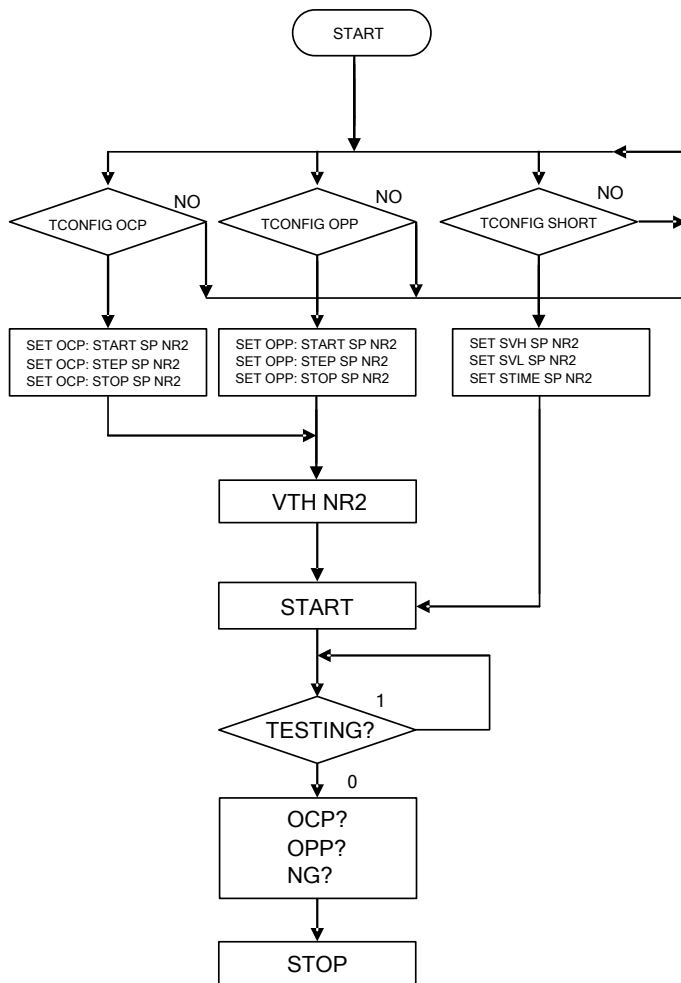 START
NO
NO
NO
TCONFIG OCP
TCONFIG OPP
TCONFIG SHORT
SET OCP: START SP NR2
SET OCP: STEP SP NR2
SET OCP: STOP SP NR2
SET OPP: START SP NR2
SET OPP: STEP SP NR2
SET OPP: STOP SP NR2
SET SVH SP NR2
SET SVL SP NR2
SET STIME SP NR2
VTH NR2
START
1
TESTING?
0
OCP?
OPP?
NG?
STOP